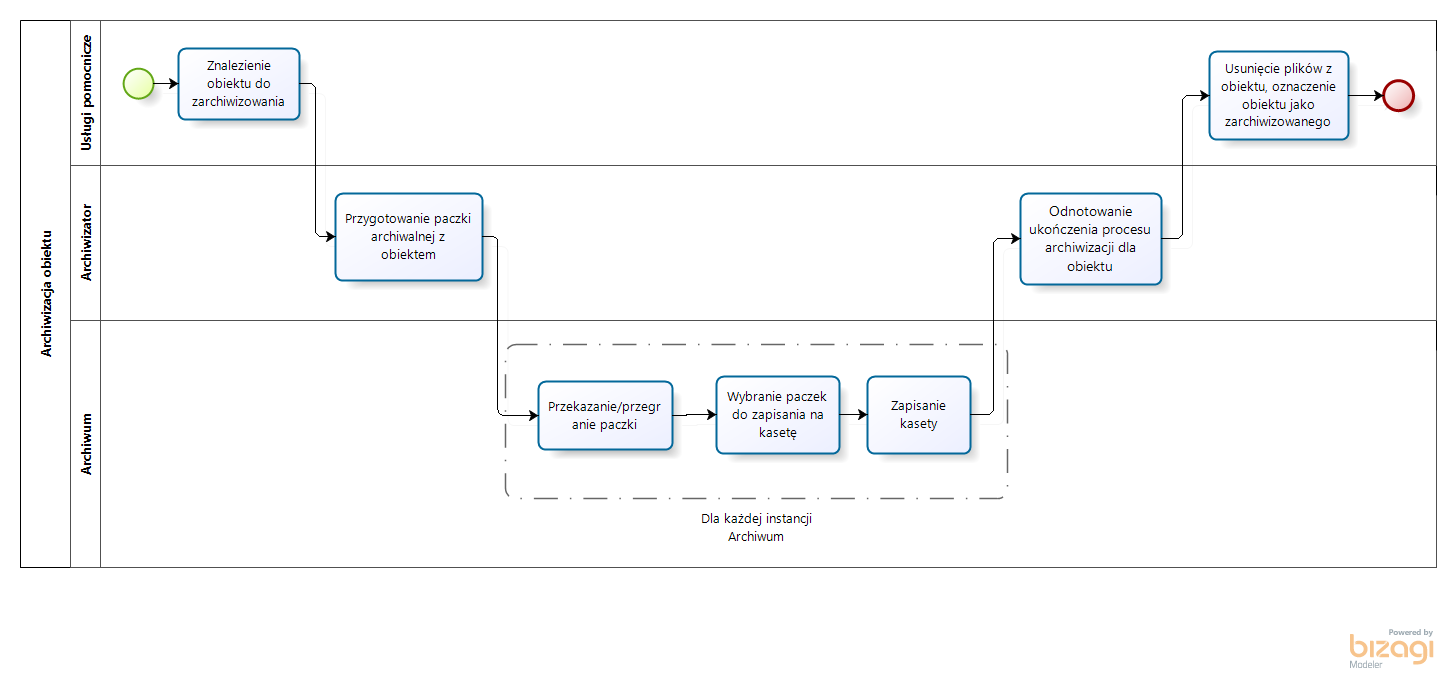 Archiwizacja obiektu
Usługi pomocnicze
Znalezienie
obiektu do
zarchiwizowania
Usunięcie plików z
obiektu, oznaczenie
obiektu jako
zarchiwizowanego
Archiwizator
Przygotowanie paczki
archiwalnej z
obiektem
Odnotowanie
ukończenia procesu
archiwizacji dla
obiektu
Archiwum
Przekazanie/przegr
anie paczki
Wybranie paczek
do zapisania na
kasetę
Zapisanie
kasety
Dla każdej instancji
Archiwum
Powered by
bizagi
Modeler